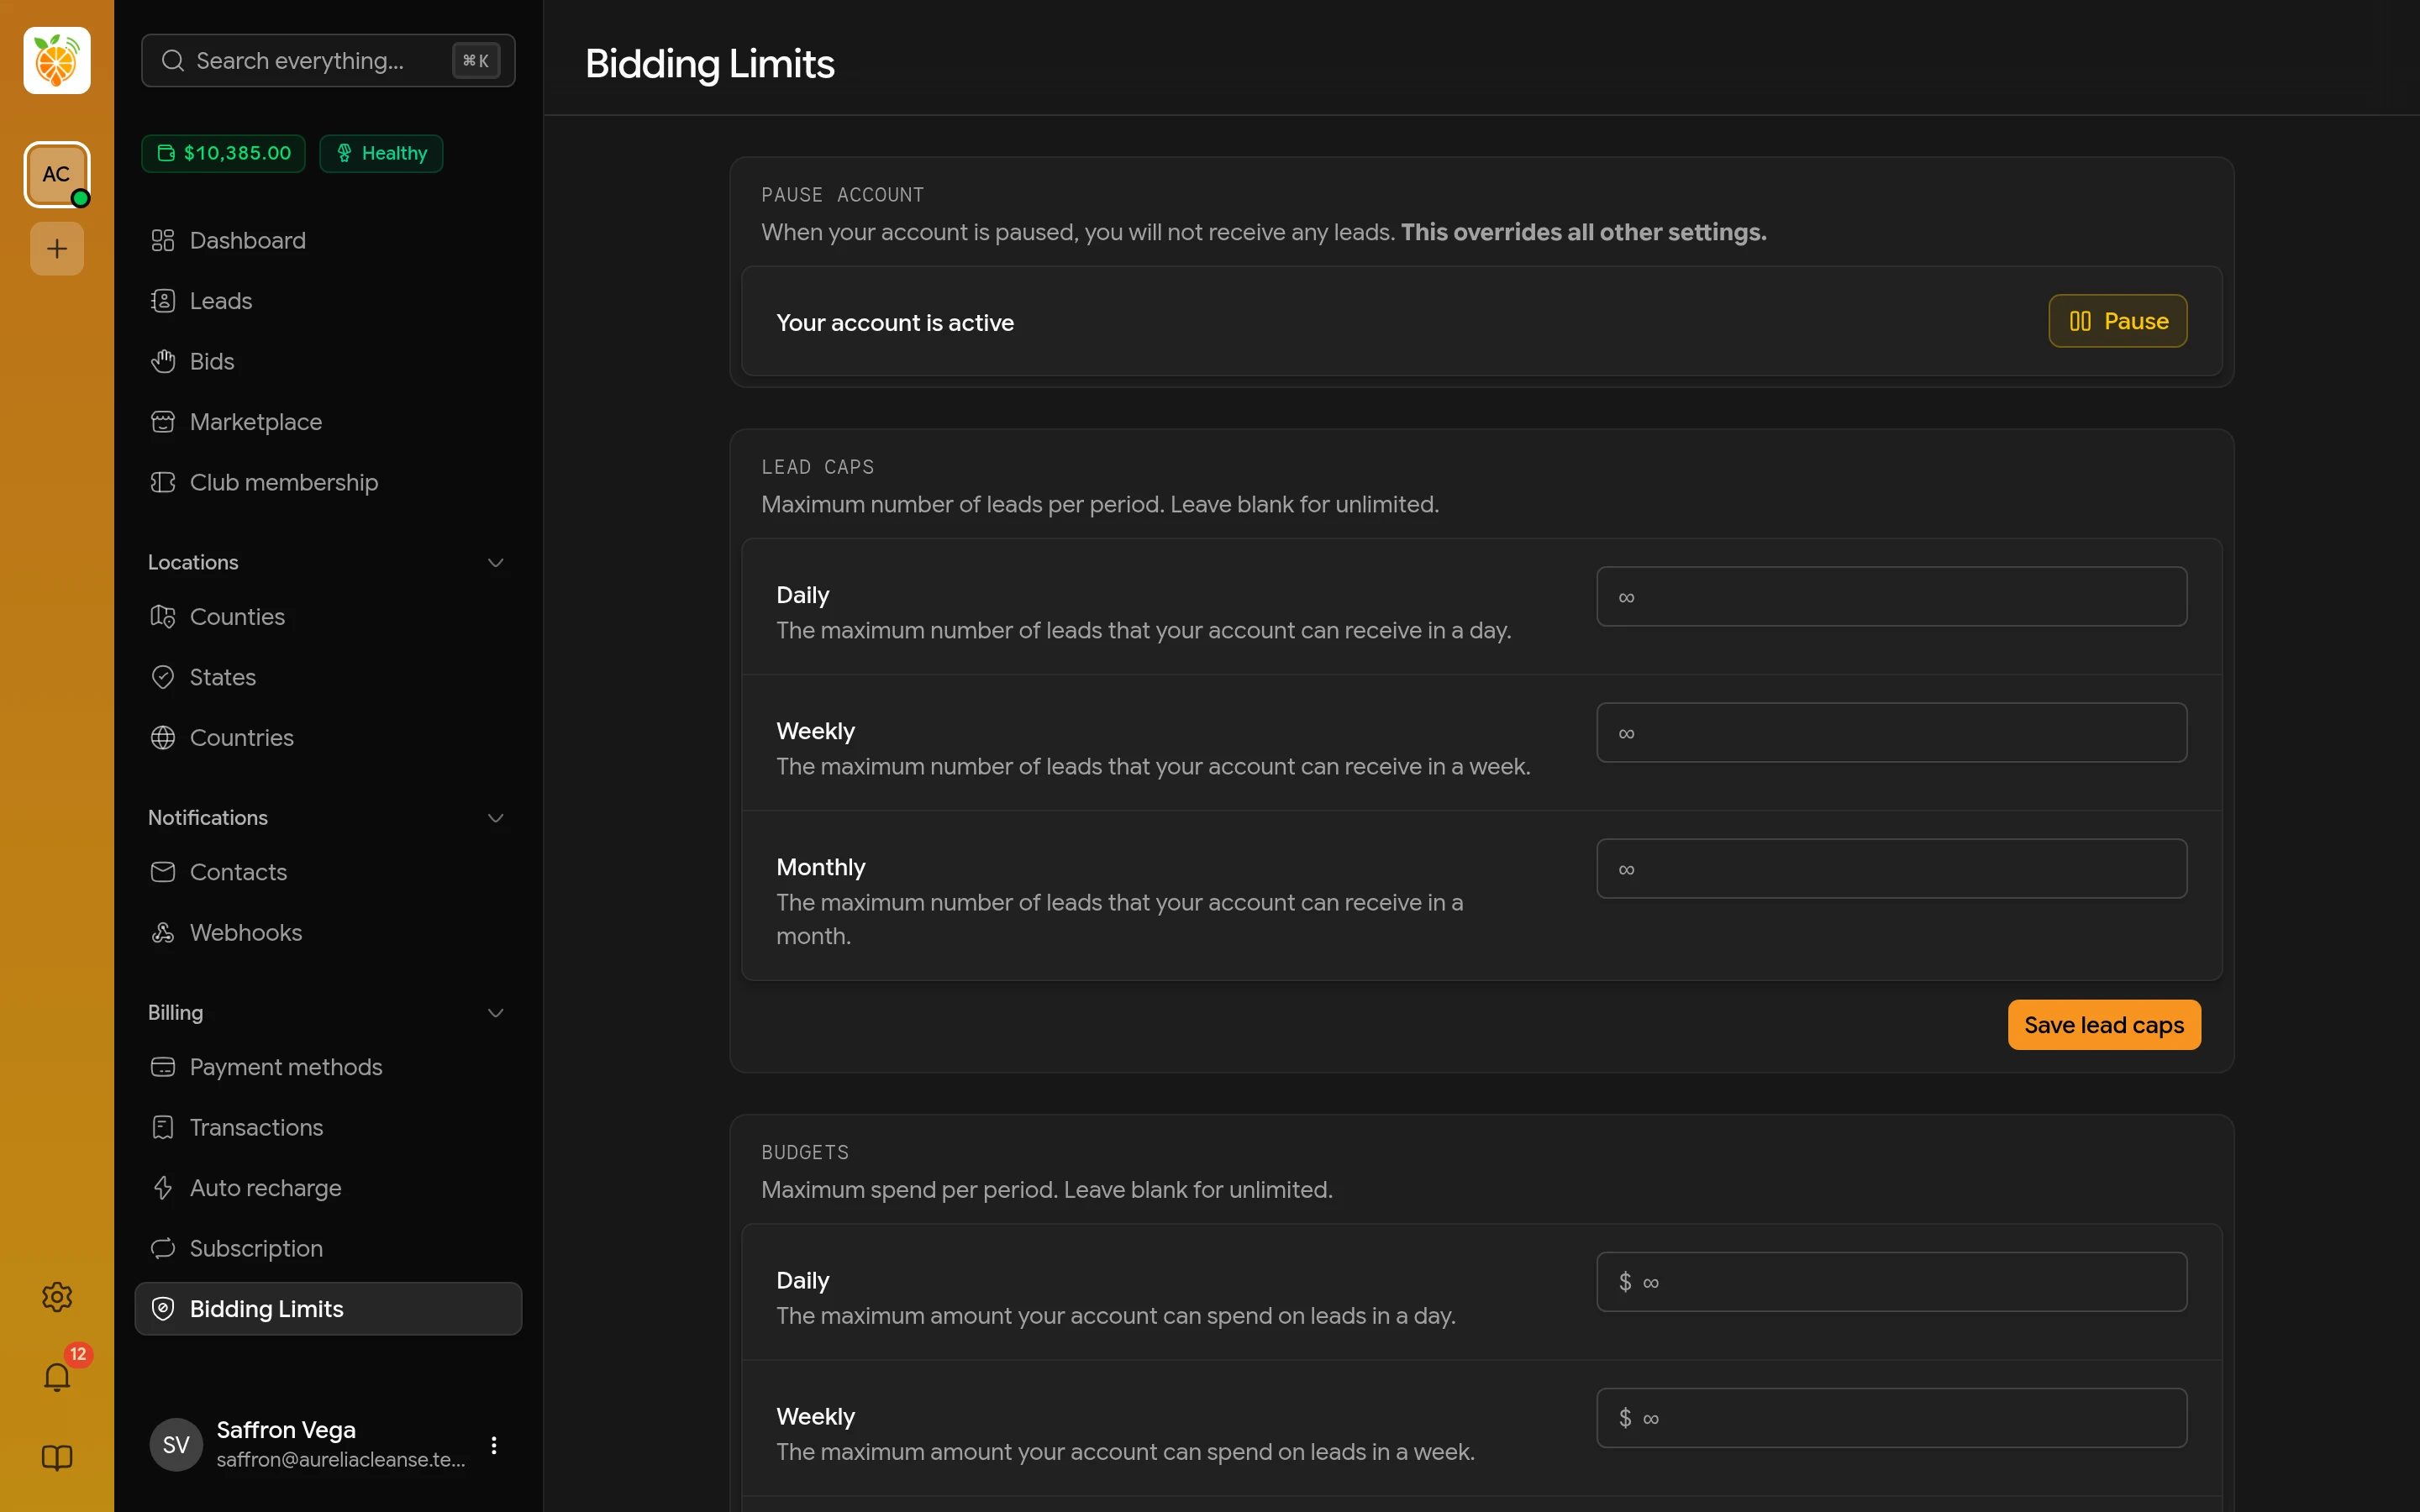 AC
12
Search everything...
⌘ K
$10,385.00
Healthy
Dashboard
Leads
Bids
Marketplace
Club membership
Locations
Counties
States
Countries
Notifications
Contacts
Webhooks
Billing
Payment methods
Transactions
Auto recharge
Subscription
Bidding Limits
SV
Saffron Vega
saffron@aureliacleanse.te...
Bidding Limits
PAUSE ACCOUNT
When your account is paused, you will not receive any leads. This overrides all other settings.
Your account is active
Pause
LEAD CAPS
Maximum number of leads per period. Leave blank for unlimited.
Daily
The maximum number of leads that your account can receive in a day.
∞
Weekly
The maximum number of leads that your account can receive in a week.
∞
Monthly
The maximum number of leads that your account can receive in a
month.
∞
Save lead caps
BUDGETS
Maximum spend per period. Leave blank for unlimited.
Daily
The maximum amount your account can spend on leads in a day.
$ ∞
Weekly
The maximum amount your account can spend on leads in a week.
$ ∞